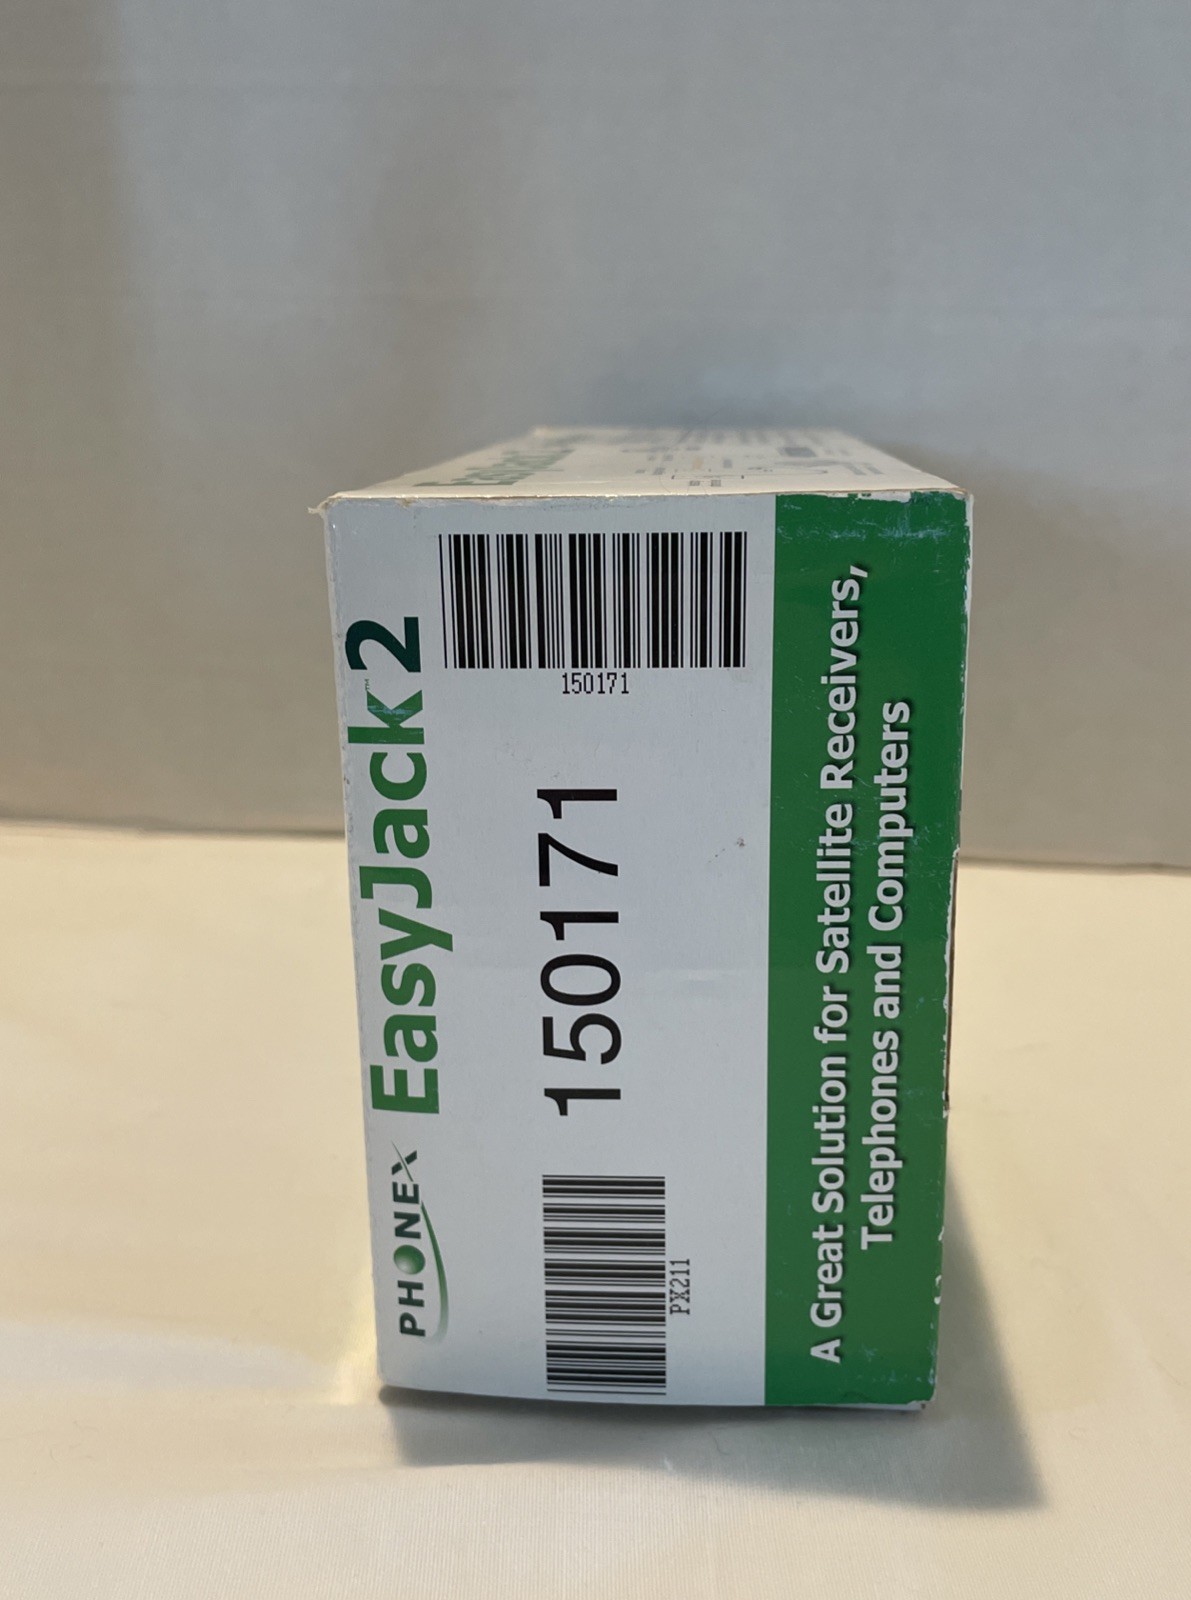 PHONEX EasyJack™2
150171
150171
PX211
A Great Solution for Satellite Receivers,
Telephones and Computers